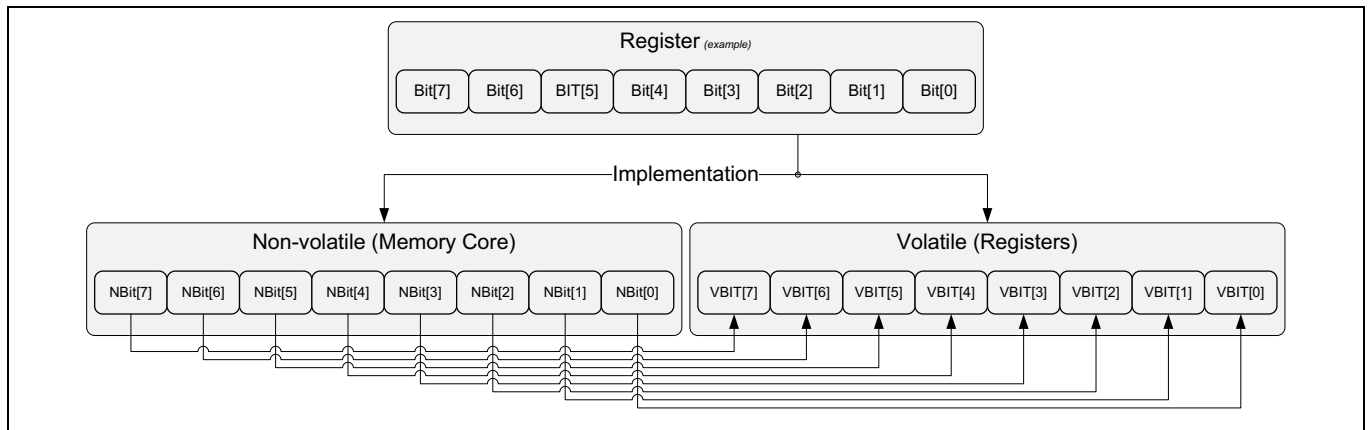 Register (example)
Bit[7] Bit[6] BIT[5] Bit[4] Bit[3] Bit[2] Bit[1] Bit[0]
Implementation
Non-volatile (Memory Core) Volatile (Registers)
NBit[7] NBit[6] NBit[5] NBit[4] NBit[3] NBit[2] NBit[1] NBit[0] VBIT[7] VBIT[6] VBIT[5] VBIT[4] VBIT[3] VBIT[2] VBIT[1] VBIT[0]